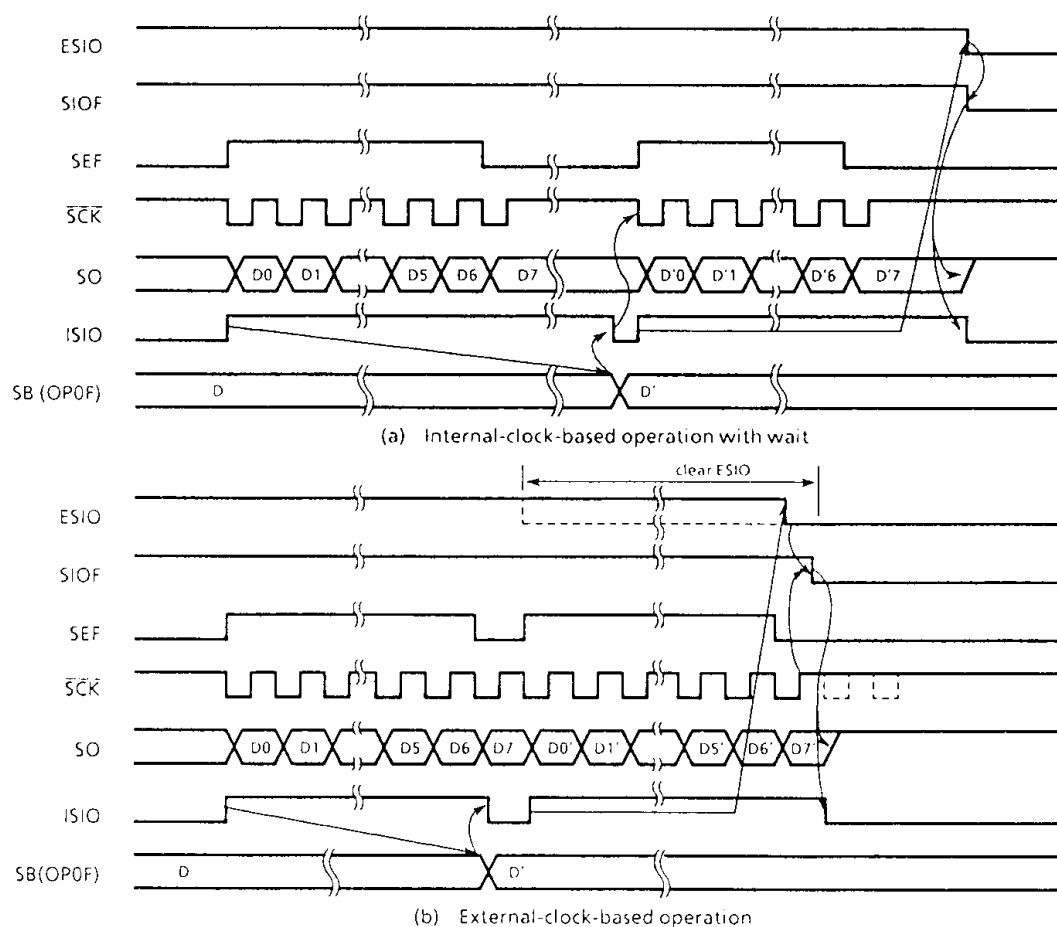 ESIO
SIOF
SEF
SCK
SO D0 D1 D5 D6 D7 D'0 D'1 D'6 D'7
ISIO
SB (OP0F) D D'
(a) Internal-clock-based operation with wait
clear ESIO
ESIO
SIOF
SEF
SCK
SO D0 D1 D5 D6 D7 D0' D1' D5' D6' D7'
ISIO
SB(OP0F) D D'
(b) External-clock-based operation